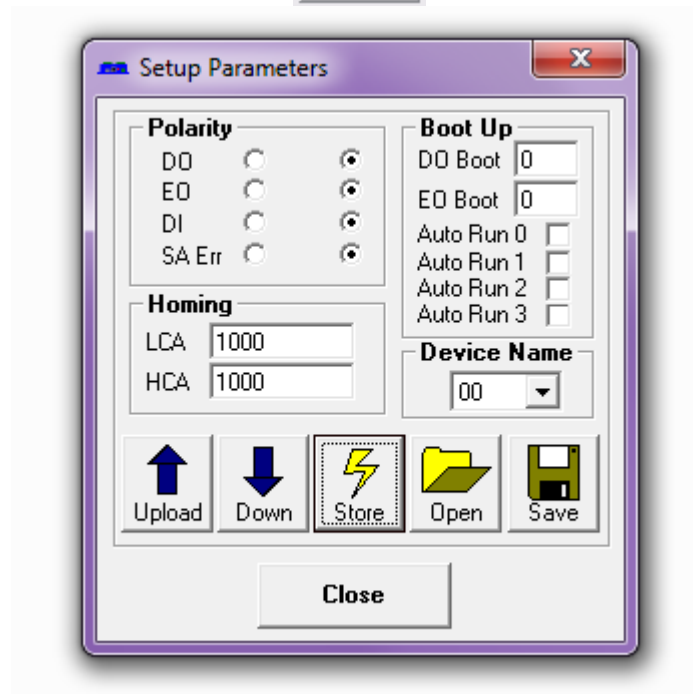 Setup Parameters
Polarity
DO
EO
DI
SA Err
Homing
LCA 1000
HCA 1000
Boot Up
DO Boot 0
EO Boot 0
Auto Run 0
Auto Run 1
Auto Run 2
Auto Run 3
Device Name
00
Upload Down Store Open Save
Close